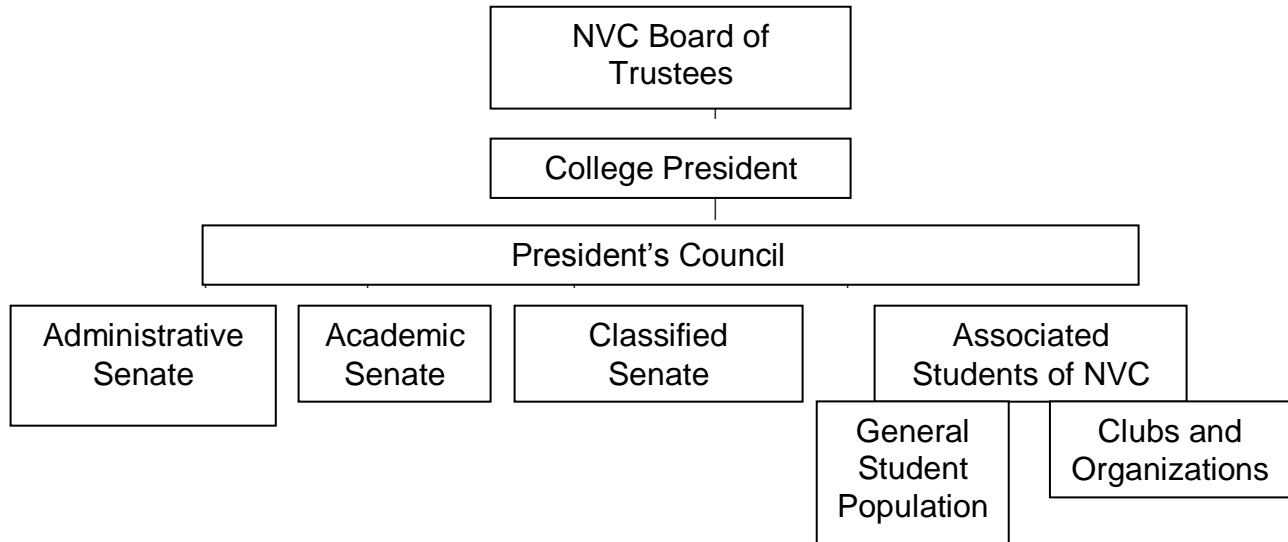 NVC Board of
Trustees
College President
President’s Council
Administrative
Senate
Academic
Senate
Classified
Senate
Associated
Students of NVC
General
Student
Population
Clubs and
Organizations